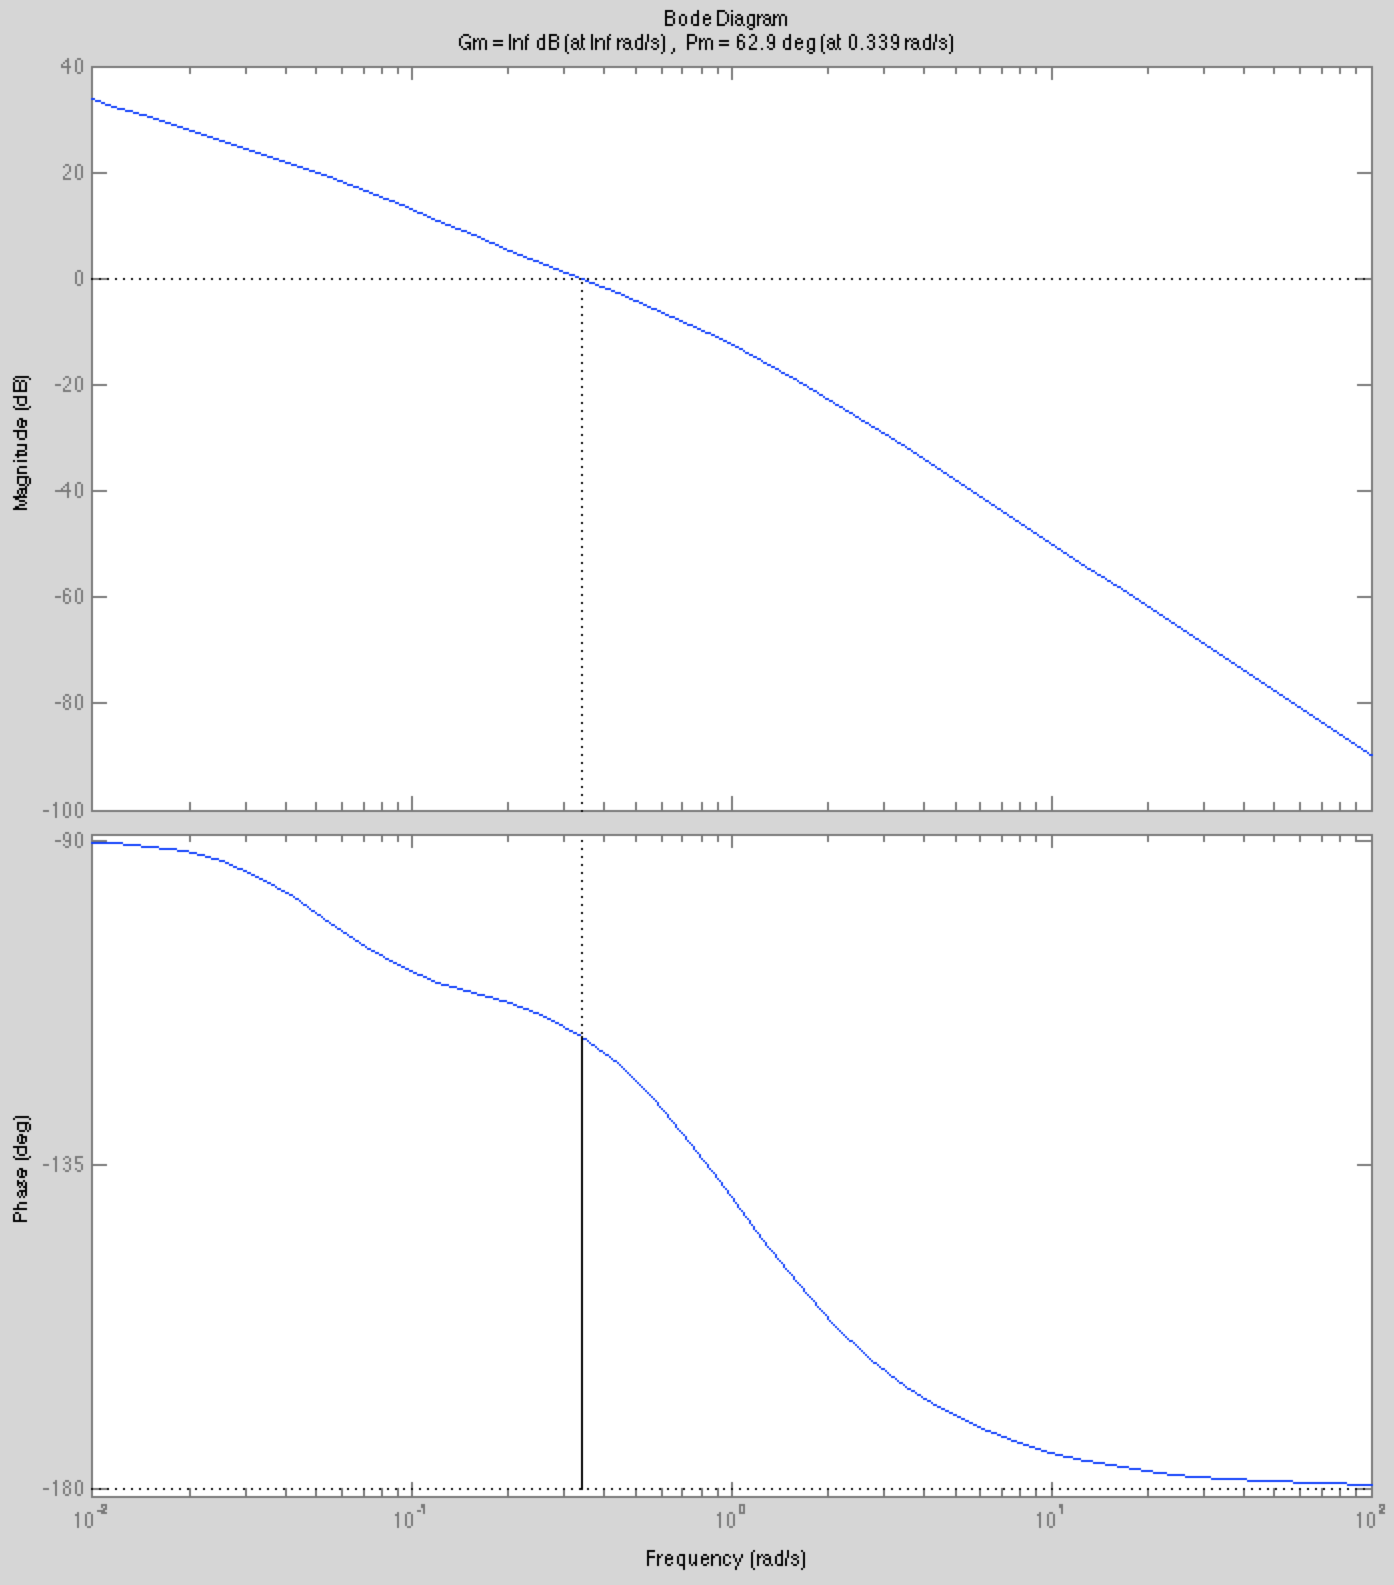 Bode Diagram
Gm = Inf dB (at Inf rad/s) , Pm = 62.9 deg (at 0.339 rad/s)
40
20
0
-20
-40
-60
-80
-100
Magnitude (dB)
-90
-135
-180
Phase (deg)
10^-2 10^-1 10^0 10^1 10^2
Frequency (rad/s)